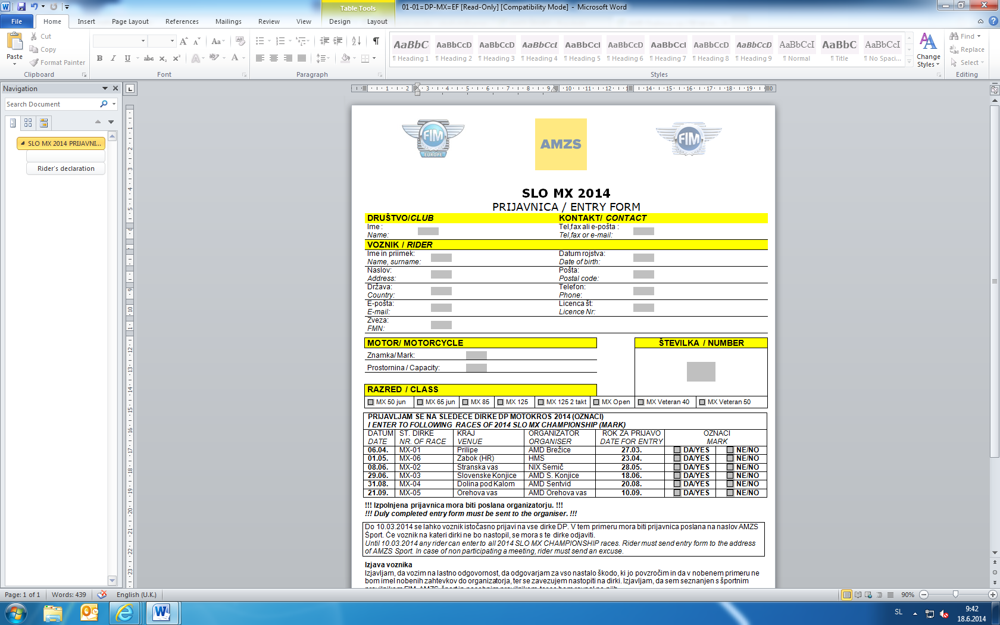 Table Tools
01-01=DP-MX=EF [Read-Only] [Compatibility Mode] - Microsoft Word
File Home Insert Page Layout References Mailings Review View Design Layout
Paste
Cut
Copy
Format Painter
Clipboard
Font
Paragraph
AaBbC AaBbCcD AaBbCcD AaBbCcL AaBbCcI AaBbCcD AaBbCcI AaBbCcD AaBbCcD AaBbCcI AaBbC AaBbCcI
¶ Heading 1 ¶ Heading 2 ¶ Heading 3 ¶ Heading 4 ¶ Heading 5 ¶ Heading 6 ¶ Heading 7 ¶ Heading 8 ¶ Heading 9 ¶ Normal ¶ Title ¶ No Spaci...
Styles
Change Styles
Find
Replace
Select
Editing
Navigation
Search Document
SLO MX 2014 PRIJAVNI...
Rider's declaration
FIM EUROPE
AMZS
FIM
SLO MX 2014
PRIJAVNICA / ENTRY FORM
DRUŠTVO/CLUB KONTAKT/ CONTACT
Ime : Tel,fax ali e-pošta :
Name: Tel,fax or e-mail:
VOZNIK / RIDER
Ime in priimek: Datum rojstva:
Name, surname: Date of birth:
Naslov: Pošta:
Address: Postal code:
Država: Telefon:
Country: Phone:
E-pošta: Licenca št:
E-mail: Licence Nr:
Zveza:
FMN:
MOTOR/ MOTORCYCLE ŠTEVILKA / NUMBER
Znamka/Mark:
Prostornina / Capacity:
RAZRED / CLASS
MX 50 jun MX 65 jun MX 85 MX 125 MX 125 2 takt MX Open MX Veteran 40 MX Veteran 50
PRIJAVLJAM SE NA SLEDECE DIRKE DP MOTOKROS 2014 (OZNACI)
I ENTER TO FOLLOWING RACES OF 2014 SLO MX CHAMPIONSHIP (MARK)
DATUM ST. DIRKE KRAJ ORGANIZATOR ROK ZA PRIJAVO OZNACI
DATE NR. OF RACE VENUE ORGANISER DATE FOR ENTRY MARK
06.04. MX-01 Prilipe AMD Brežice 27.03. DA/YES NE/NO
01.05. MX-06 Zabok (HR) HMS 23.04. DA/YES NE/NO
08.06. MX-02 Stranska vas NIX Semič 28.05. DA/YES NE/NO
29.06. MX-03 Slovenske Konjice AMD S. Konjice 18.06. DA/YES NE/NO
31.08. MX-04 Dolina pod Kalom AMD Sentvid 20.08. DA/YES NE/NO
21.09. MX-05 Orehova vas AMD Orehova vas 10.09. DA/YES NE/NO
!!! Izpolnjena prijavnica mora biti poslana organizatorju. !!!
!!! Duly completed entry form must be sent to the organiser. !!!
Do 10.03.2014 se lahko voznik istočasno prijavi na vse dirke DP. V tem primeru mora biti prijavnica poslana na naslov AMZS
Šport. Če voznik na kateri dirki ne bo nastopil, se mora s te dirke odjaviti.
Until 10.03.2014 any rider can enter to all 2014 SLO MX CHAMPIONSHIP races. Rider must send entry form to the address
of AMZS Sport. In case of non participating a meeting, rider must send an excuse.
Izjava voznika
Izjavljam, da vozim na lastno odgovornost, da odgovarjam za vso nastalo škodo, ki jo povzročim in da v nobenem primeru ne
bom imel nobenih zahtevkov do organizatorja, ter se zavezujem nastopiti na dirki. Izjavljam, da sem seznanjen s športnim
Page: 1 of 1 Words: 439 English (U.K.) 90%
SL 9:42
18.6.2014